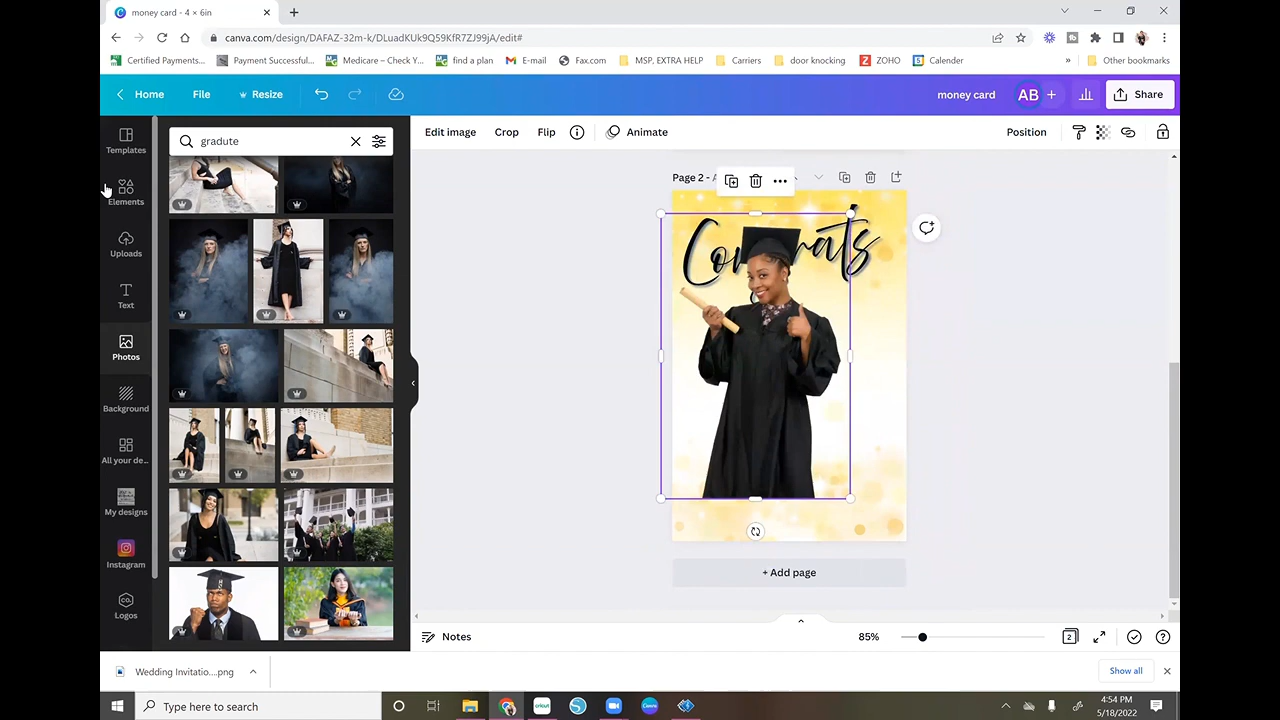 money card - 4 × 6in
canva.com/design/DAFAZ-32m-k/DLuadKUk9Q59KfR7ZJ99jA/edit#
Certified Payments...
Payment Successful...
Medicare – Check Y...
find a plan
E-mail
Fax.com
MSP, EXTRA HELP
Carriers
door knocking
ZOHO
Calender
»
Other bookmarks
Home
File
Resize
money card
AB
+
Share
Templates
Elements
Uploads
Text
Photos
Background
All your de...
My designs
Instagram
CO.
Logos
gradute
Edit image
Crop
Flip
Animate
Position
Page 2 - A
+ Add page
Notes
85%
2
Wedding Invitatio....png
Show all
Type here to search
4:54 PM
5/18/2022